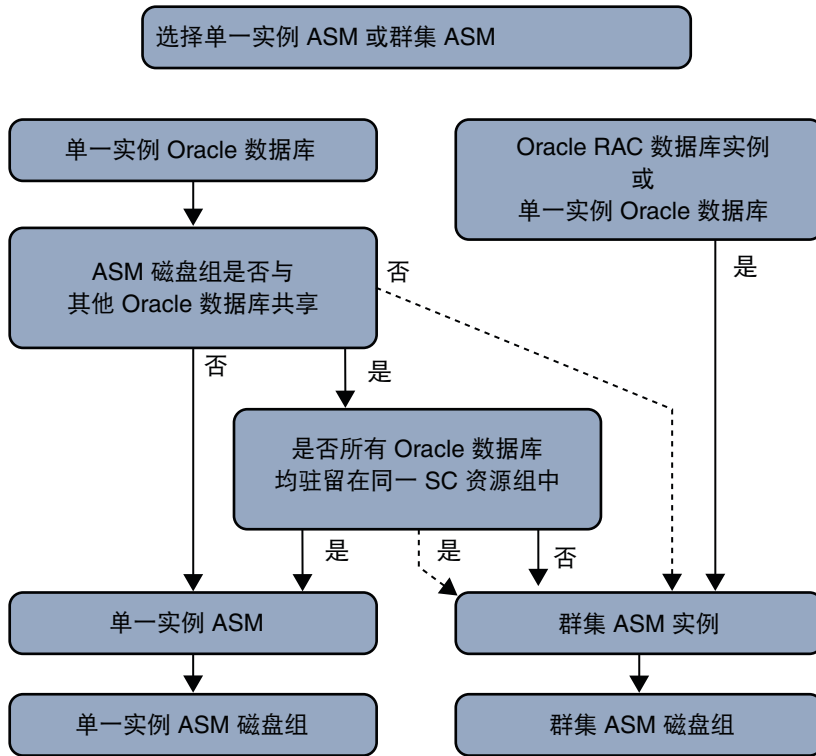 选择单一实例 ASM 或群集 ASM
单一实例 Oracle 数据库
Oracle RAC 数据库实例
或
单一实例 Oracle 数据库
ASM 磁盘组是否与
其他 Oracle 数据库共享
否
是
否
是
是否所有 Oracle 数据库
均驻留在同一 SC 资源组中
是
是
否
单一实例 ASM
群集 ASM 实例
单一实例 ASM 磁盘组
群集 ASM 磁盘组